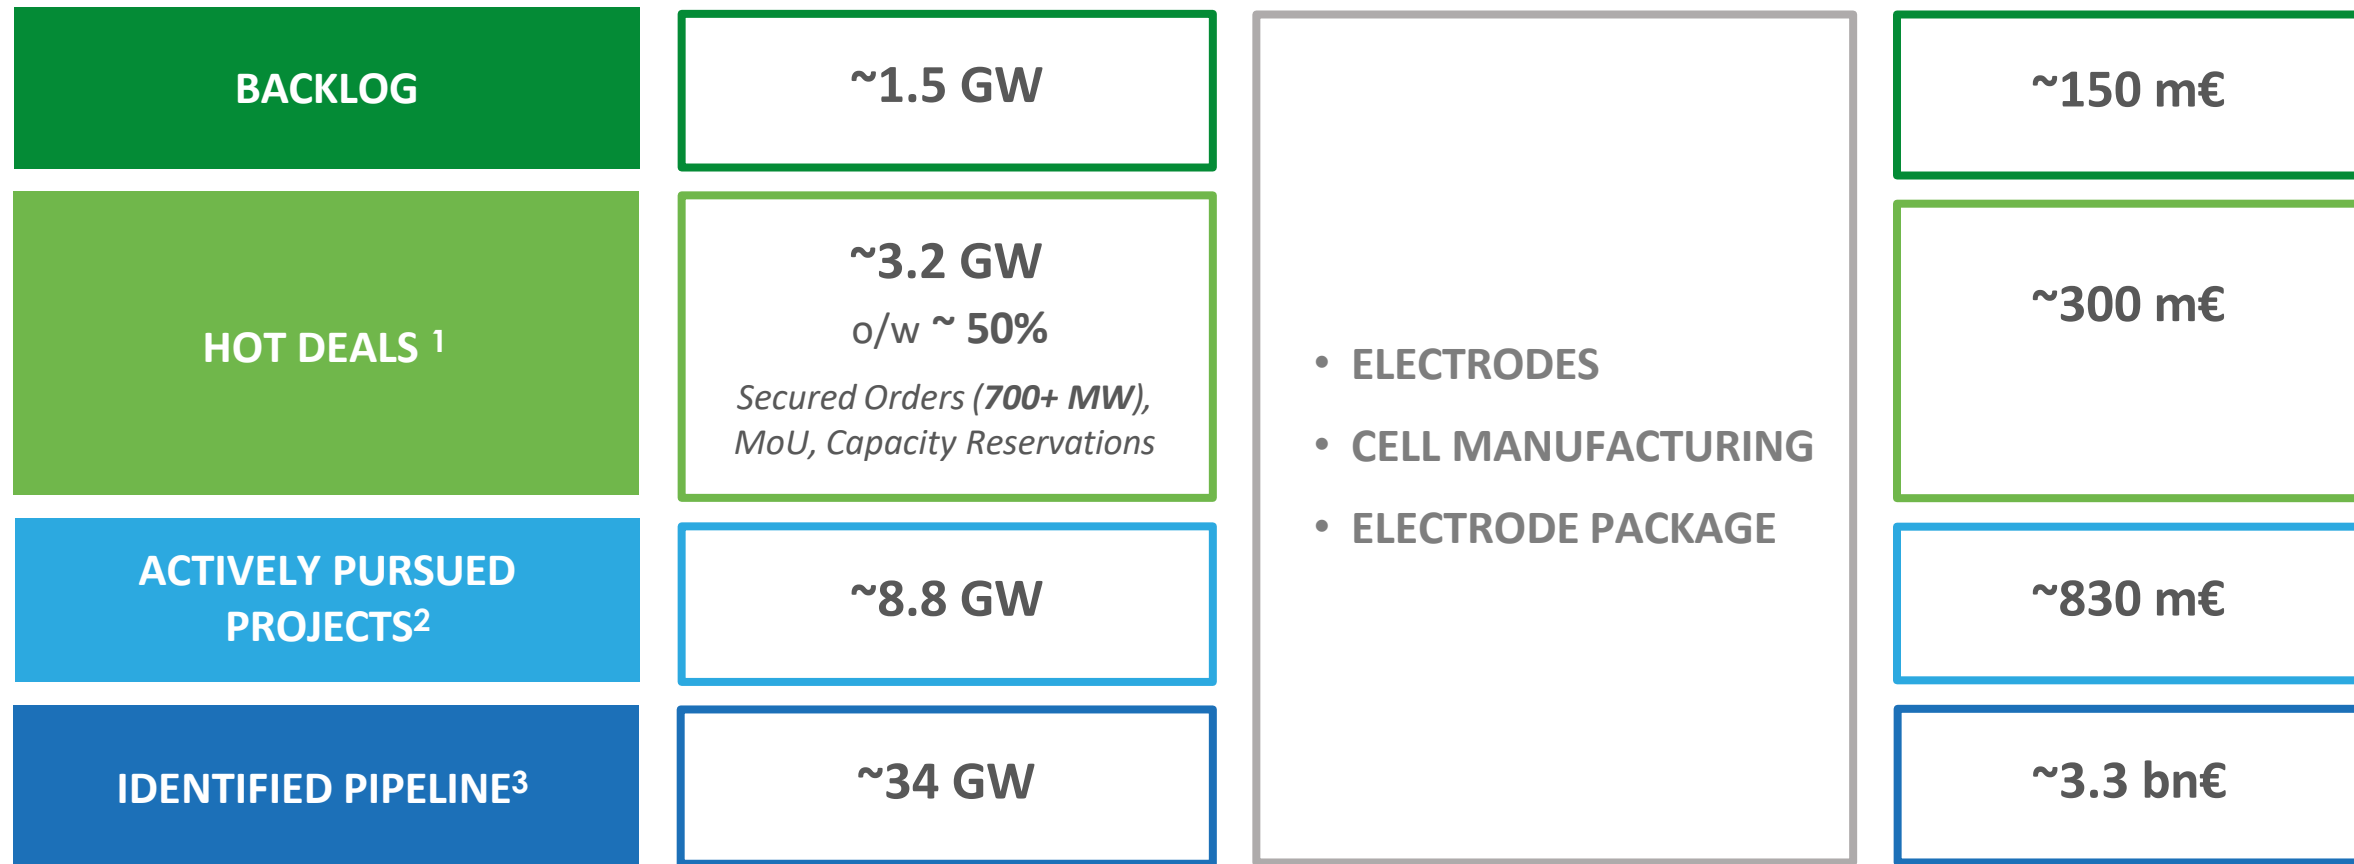 BACKLOG
~1.5 GW
~150 m€
HOT DEALS ¹
~3.2 GW
o/w ~ 50%
Secured Orders (700+ MW),
MoU, Capacity Reservations
~300 m€
• ELECTRODES
• CELL MANUFACTURING
• ELECTRODE PACKAGE
ACTIVELY PURSUED
PROJECTS²
~8.8 GW
~830 m€
IDENTIFIED PIPELINE³
~34 GW
~3.3 bn€